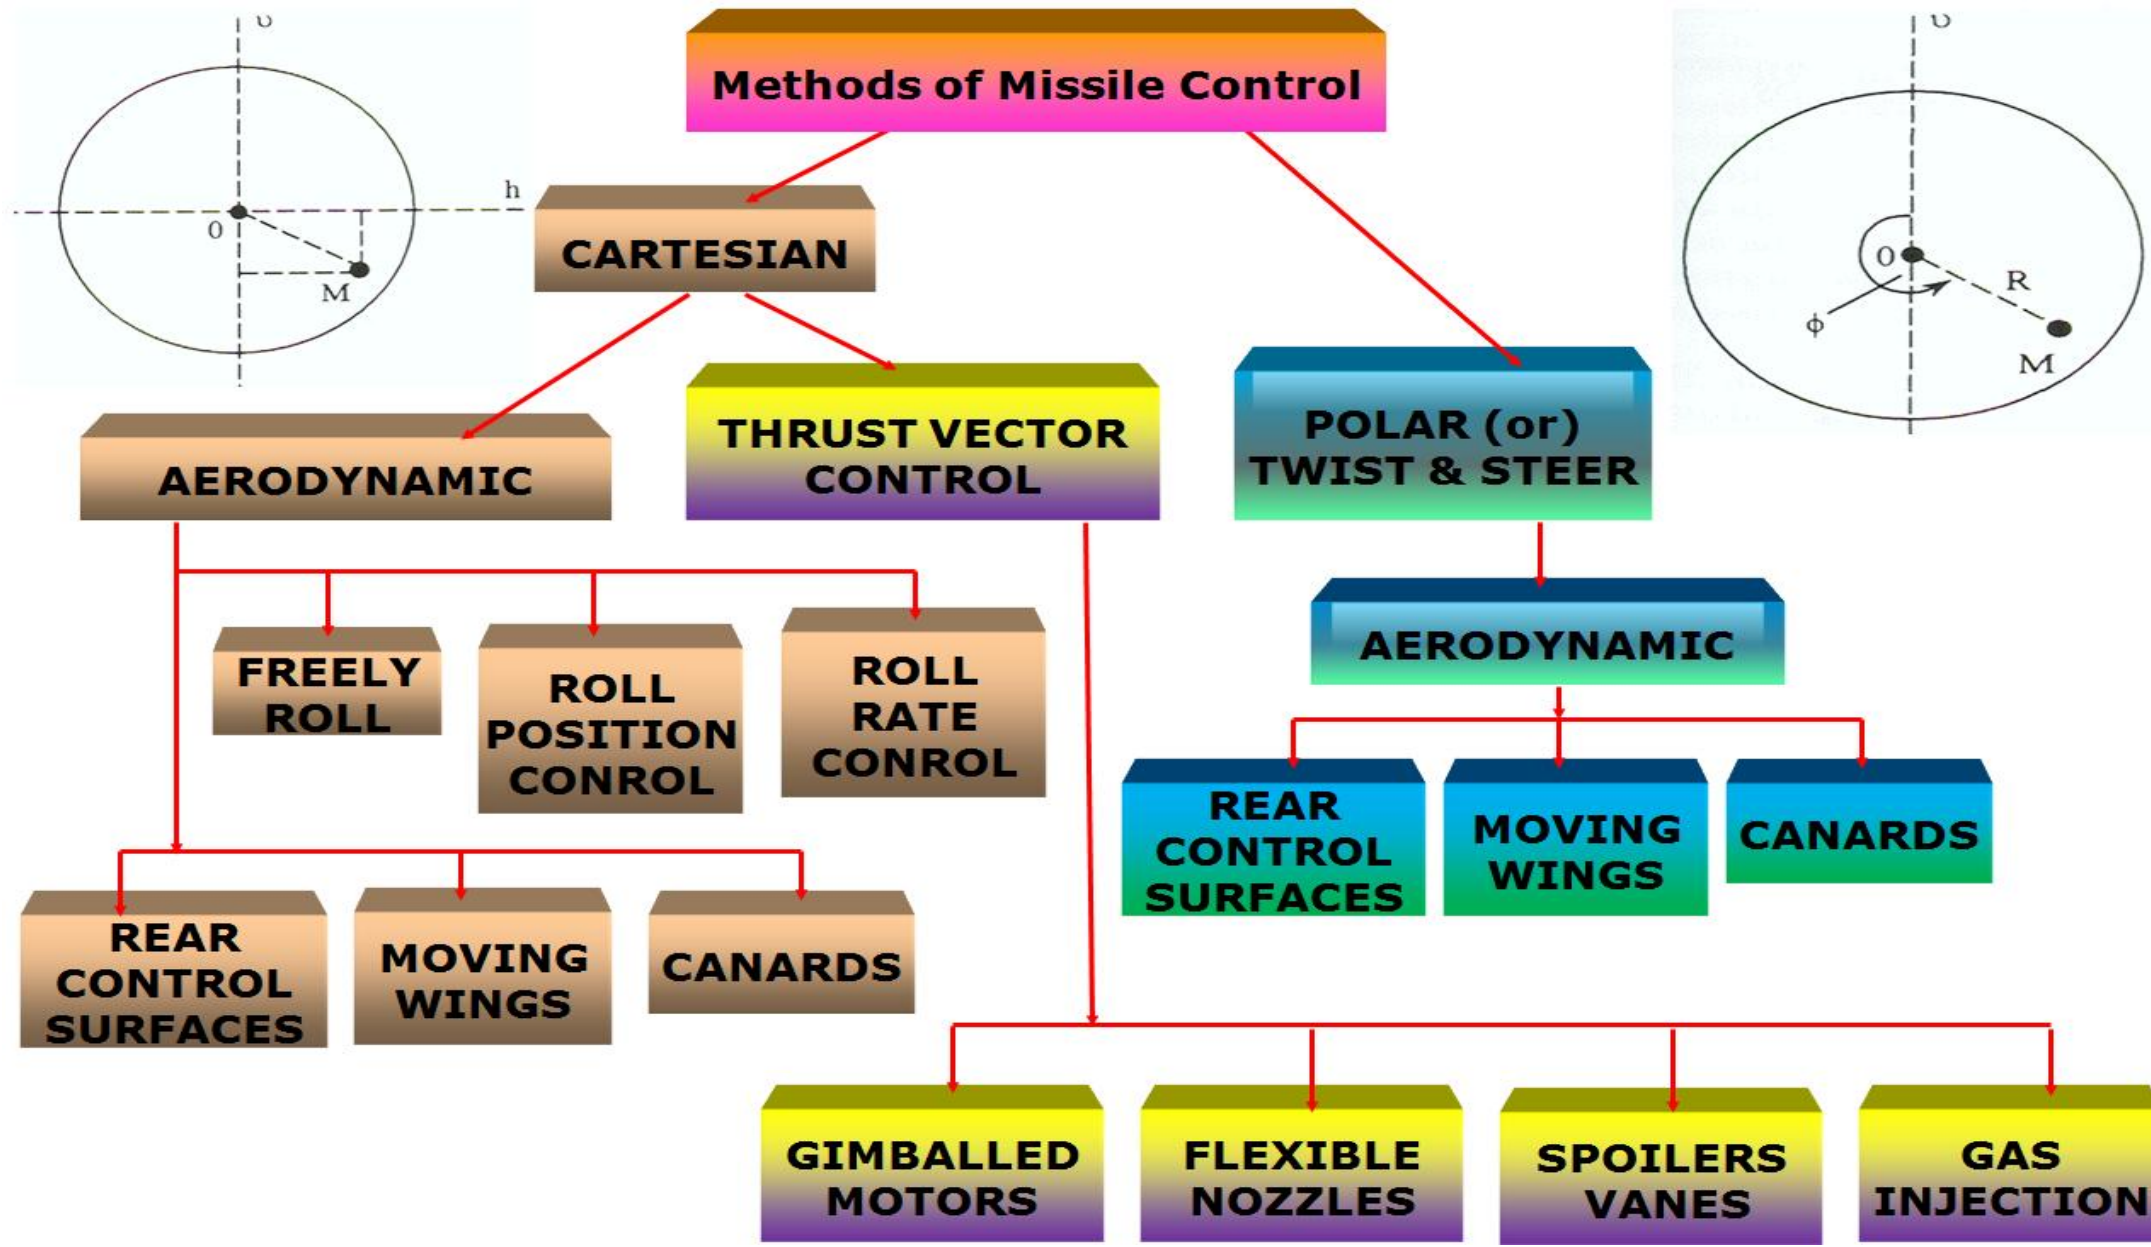 Methods of Missile Control
υ
h
0
M
υ
0
R
ϕ
M
CARTESIAN
AERODYNAMIC
THRUST VECTOR
CONTROL
POLAR (or)
TWIST & STEER
AERODYNAMIC
FREELY
ROLL
ROLL
POSITION
CONROL
ROLL
RATE
CONROL
REAR
CONTROL
SURFACES
MOVING
WINGS
CANARDS
REAR
CONTROL
SURFACES
MOVING
WINGS
CANARDS
GIMBALLED
MOTORS
FLEXIBLE
NOZZLES
SPOILERS
VANES
GAS
INJECTION